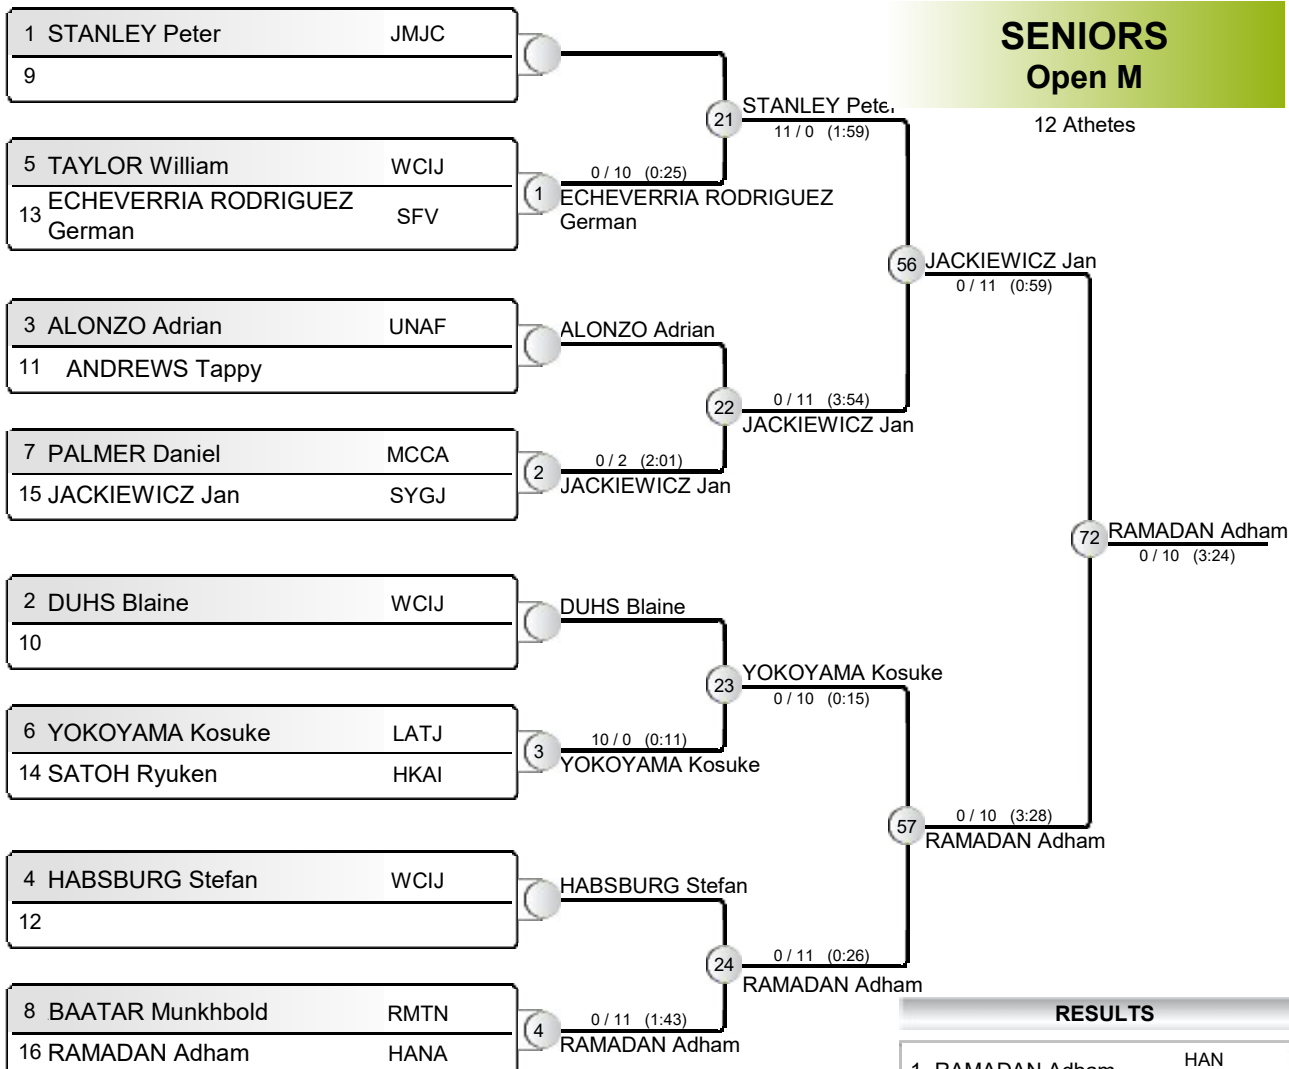 SENIORS
Open M
12 Athetes
1 STANLEY Peter JMJC
9
5 TAYLOR William WCIJ
13 ECHEVERRIA RODRIGUEZ
German SFV
3 ALONZO Adrian UNAF
11 ANDREWS Tappy
7 PALMER Daniel MCCA
15 JACKIEWICZ Jan SYGJ
2 DUHS Blaine WCIJ
10
6 YOKOYAMA Kosuke LATJ
14 SATOH Ryuken HKAI
4 HABSBURG Stefan WCIJ
12
8 BAATAR Munkhbold RMTN
16 RAMADAN Adham HANA
1 0 / 10 (0:25)
ECHEVERRIA RODRIGUEZ
German
ALONZO Adrian
2 0 / 2 (2:01)
JACKIEWICZ Jan
DUHS Blaine
3 10 / 0 (0:11)
YOKOYAMA Kosuke
HABSBURG Stefan
4 0 / 11 (1:43)
RAMADAN Adham
21 STANLEY Peter
11 / 0 (1:59)
22 0 / 11 (3:54)
JACKIEWICZ Jan
23 YOKOYAMA Kosuke
0 / 10 (0:15)
24 0 / 11 (0:26)
RAMADAN Adham
56 JACKIEWICZ Jan
0 / 11 (0:59)
57 0 / 10 (3:28)
RAMADAN Adham
72 RAMADAN Adham
0 / 10 (3:24)
RESULTS
1 RAMADAN Adham HAN